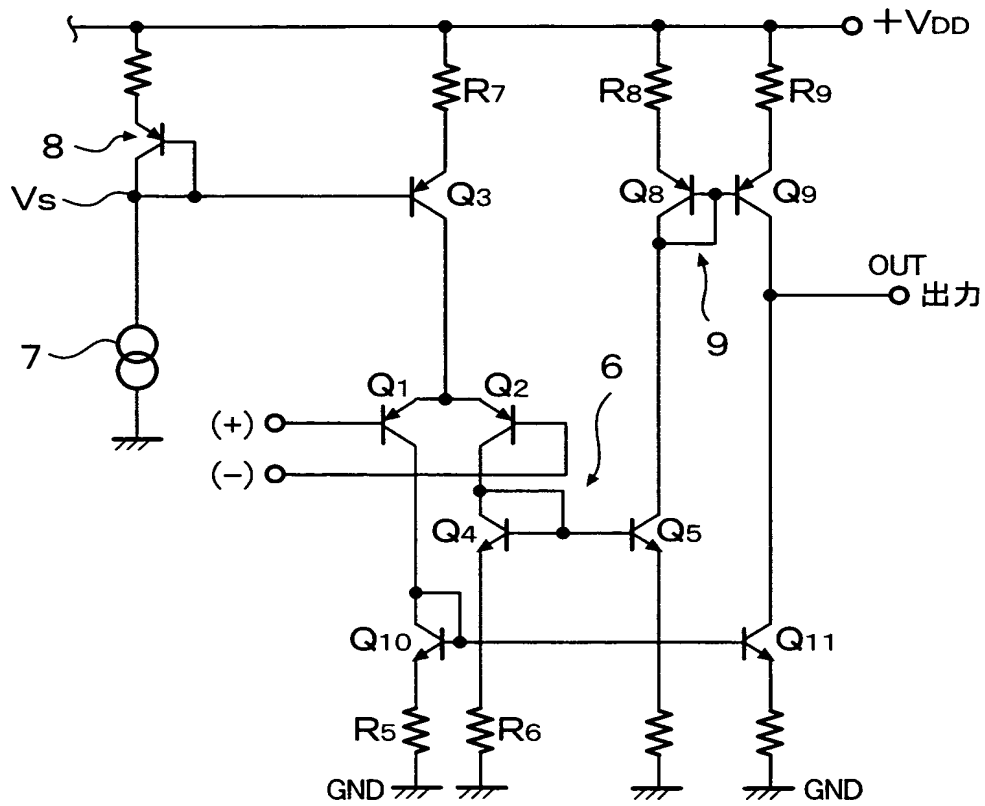 +VDD
R7
R8
R9
8
Vs
Q3
Q8
Q9
OUT
出力
7
9
6
Q1
Q2
(+)
(−)
Q4
Q5
Q10
Q11
R5
R6
GND
GND